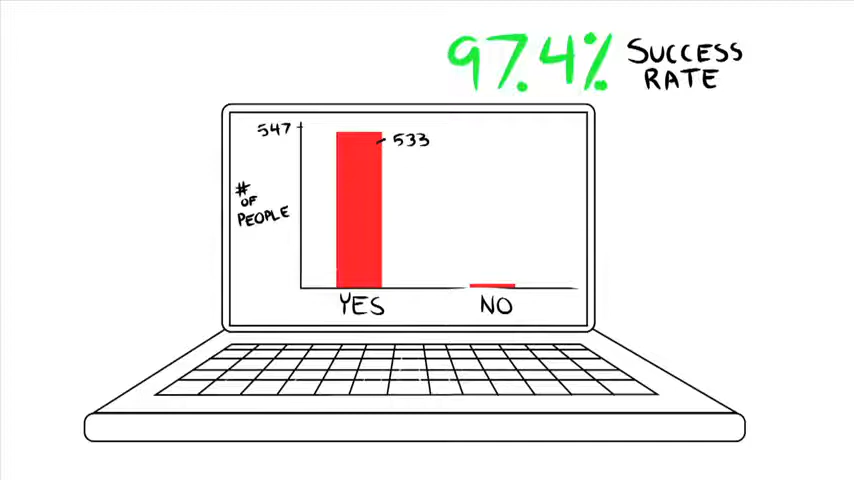 97.4% SUCCESS
RATE
547
533
#
OF
PEOPLE
YES NO